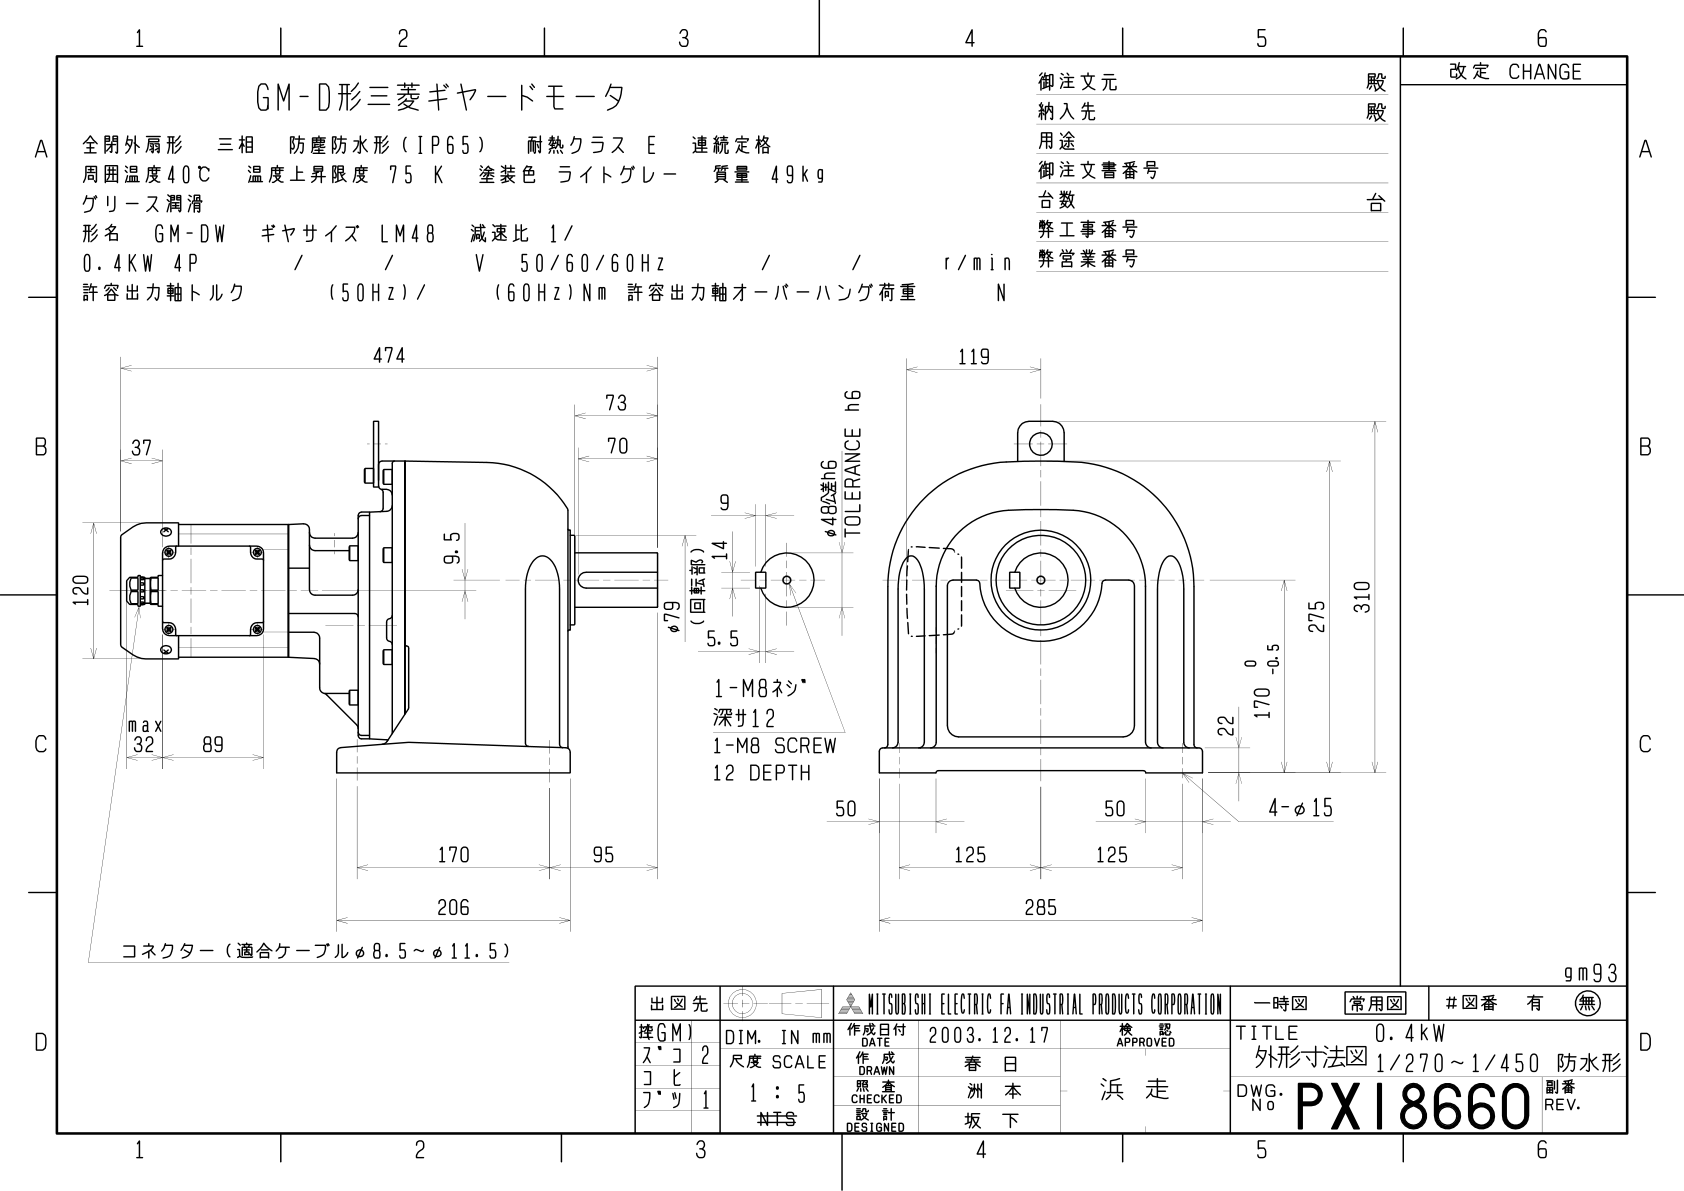 1 2 3 4 5 6
A
B
C
D
改定 CHANGE
GM-D形三菱ギヤードモータ
全閉外扇形 三相 防塵防水形(IP65) 耐熱クラス E 連続定格
周囲温度40℃ 温度上昇限度 75 K 塗装色 ライトグレー 質量 49kg
グリース潤滑
形名 GM-DW ギヤサイズ LM48 減速比 1/
0.4KW 4P / / V 50/60/60Hz / / r/min
許容出力軸トルク (50Hz)/ (60Hz)Nm 許容出力軸オーバーハング荷重 N
御注文元 殿
納入先 殿
用途
御注文書番号
台数 台
弊工事番号
弊営業番号
474
73
70
37
120
9.5
max
32
89
170
95
206
コネクター(適合ケーブルφ8.5~φ11.5)
φ79
(回転部)
9
14
5.5
φ48公差h6
TOLERANCE h6
1-M8ネジ
深サ12
1-M8 SCREW
12 DEPTH
119
310
275
170 0 -0.5
22
4-φ15
50
50
125
125
285
gm93
出図先
GM)
スﾞコ 2
コヒ
プﾞツ 1
DIM. IN mm
尺度 SCALE
1 : 5
NTS
MITSUBISHI ELECTRIC FA INDUSTRIAL PRODUCTS CORPORATION
作成日付
DATE
2003.12.17
作成
DRAWN
春日
照査
CHECKED
洲本
設計
DESIGNED
坂下
検認
APPROVED
浜走
一時図 常用図 #図番 有 無
TITLE 0.4kW
外形寸法図 1/270~1/450 防水形
DWG.
No
PX18660
副番
REV.
A
B
C
D
1 2 3 4 5 6